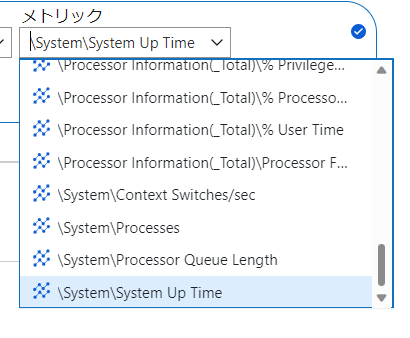 メトリック
\System\System Up Time
\Processor Information(_Total)\% Privilege...
\Processor Information(_Total)\% Processo...
\Processor Information(_Total)\% User Time
\Processor Information(_Total)\Processor F...
\System\Context Switches/sec
\System\Processes
\System\Processor Queue Length
\System\System Up Time